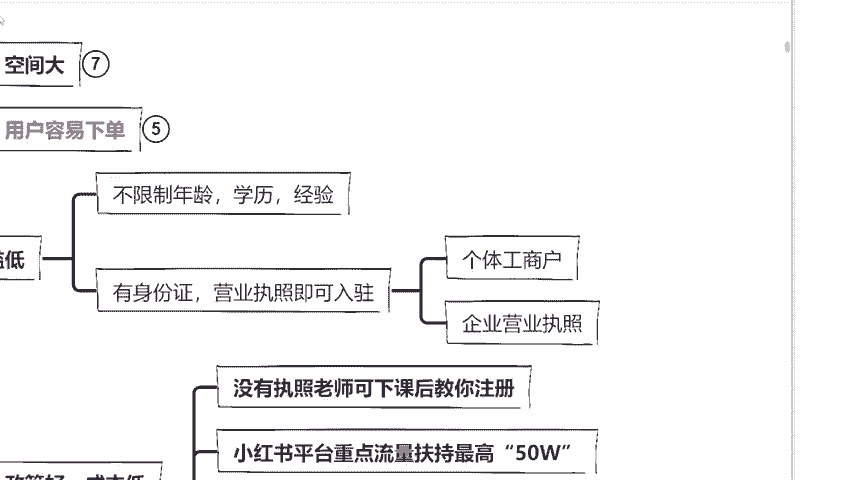 空间大
7
用户容易下单
5
不限制年龄，学历，经验
低
有身份证，营业执照即可入驻
个体工商户
企业营业执照
没有执照老师可下课后教你注册
小红书平台重点流量扶持最高“50W”
政策好，成本低